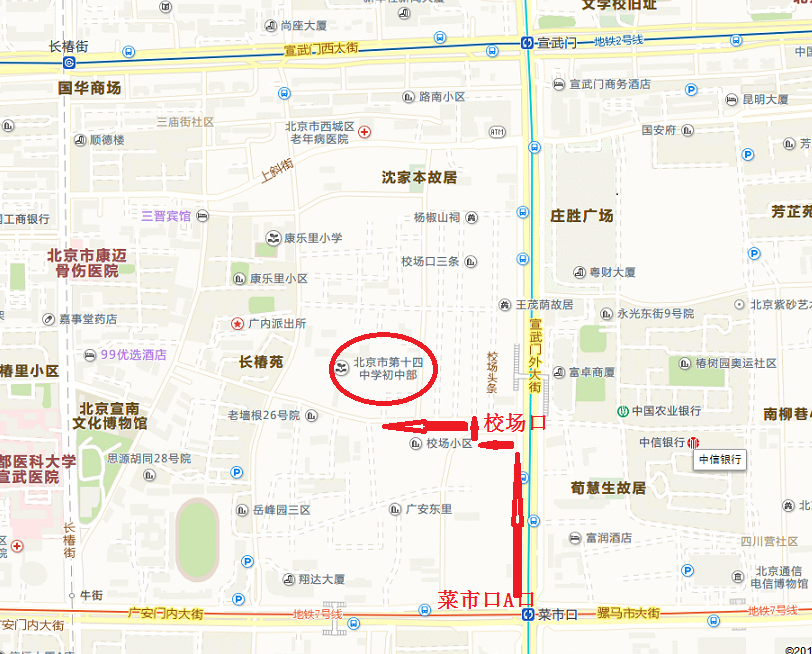 文学校旧址
尚座大厦
长椿街
宣武门西大街
宣武门
地铁2号线
国华商场
宣武门商务酒店
路南小区
昆明大厦
三庙街社区
北京市西城区
老年病医院
ATM
国安府
顺德楼
上斜街
沈家本故居
三晋宾馆
杨椒山祠
庄胜广场
芳芷苑
国工商银行
康乐里小学
北京市康迈
骨伤医院
校场口三条
粤财大厦
康乐里小区
王茂荫故居
北京紫砂艺术
永光东街9号院
嘉事堂药店
广内派出所
宣武门外大街
99优选酒店
长椿苑
北京市第十四
中学初中部
校场头条
富卓商厦
椿树园奥运社区
椿里小区
北京宣南
文化博物馆
老墙根26号院
校场口
中国农业银行
南柳巷小
校场小区
中信银行
中信银行
都医科大学
宣武医院
思源胡同28号院
荀慧生故居
岳峰园三区
广安东里
长椿街
富润酒店
四川营社区
翔达大厦
北京通信
电信博物馆
牛街
菜市口A口
广安门内大街
地铁7号线
菜市口
骡马市大街
地铁7号线
安门内大街